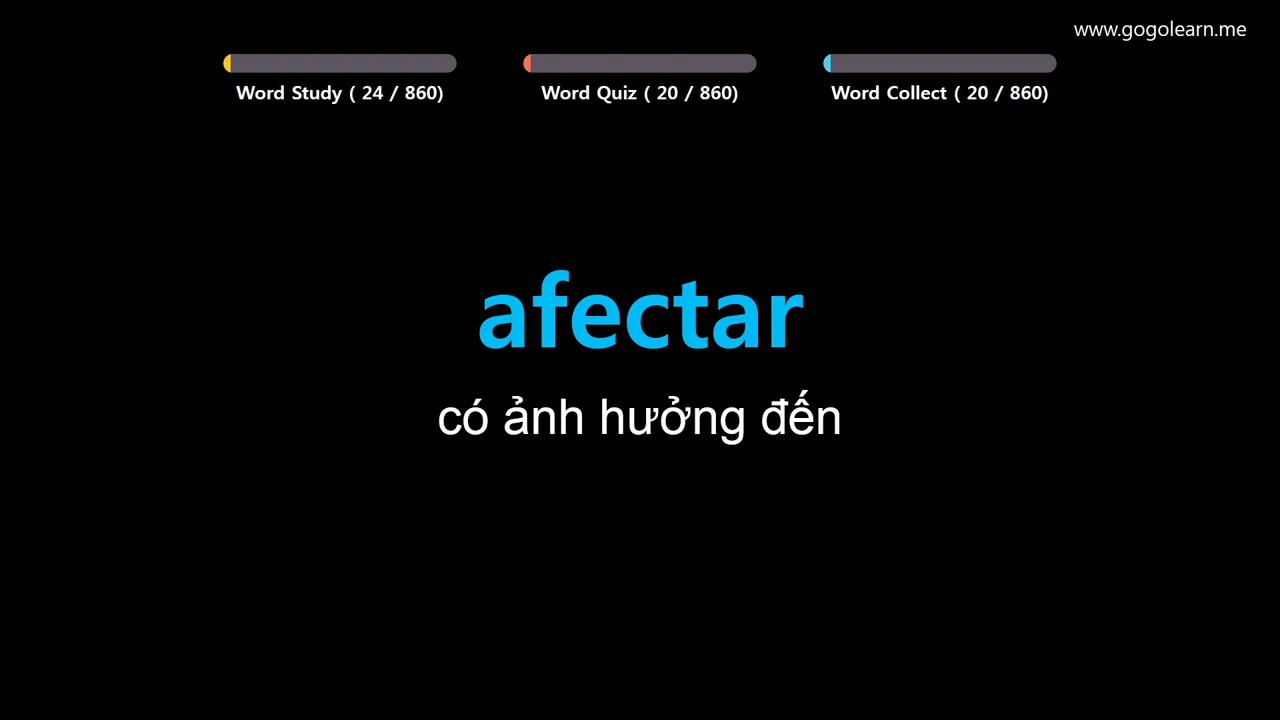 www.gogolearn.me
Word Study ( 24 / 860)
Word Quiz ( 20 / 860)
Word Collect ( 20 / 860)
afectar
có ảnh hưởng đến